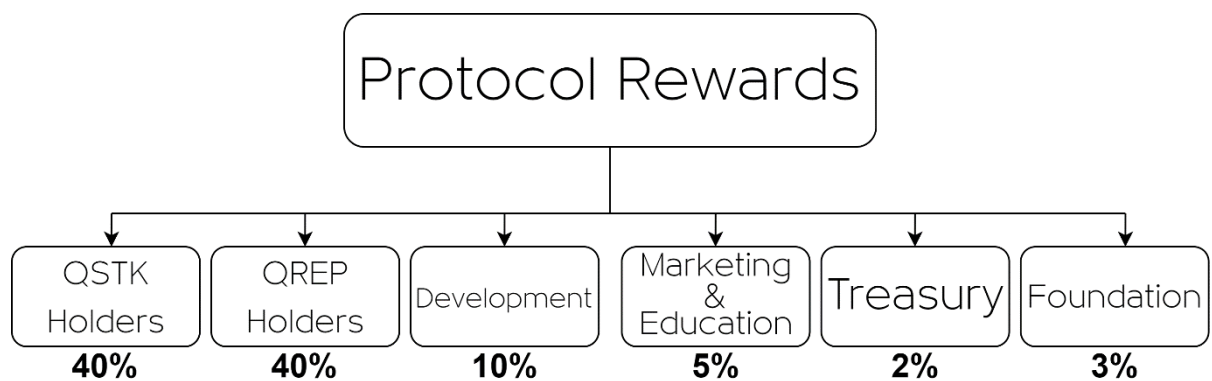 Protocol Rewards
QSTK
Holders
QREP
Holders
Development
Marketing
&
Education
Treasury
Foundation
40%
40%
10%
5%
2%
3%